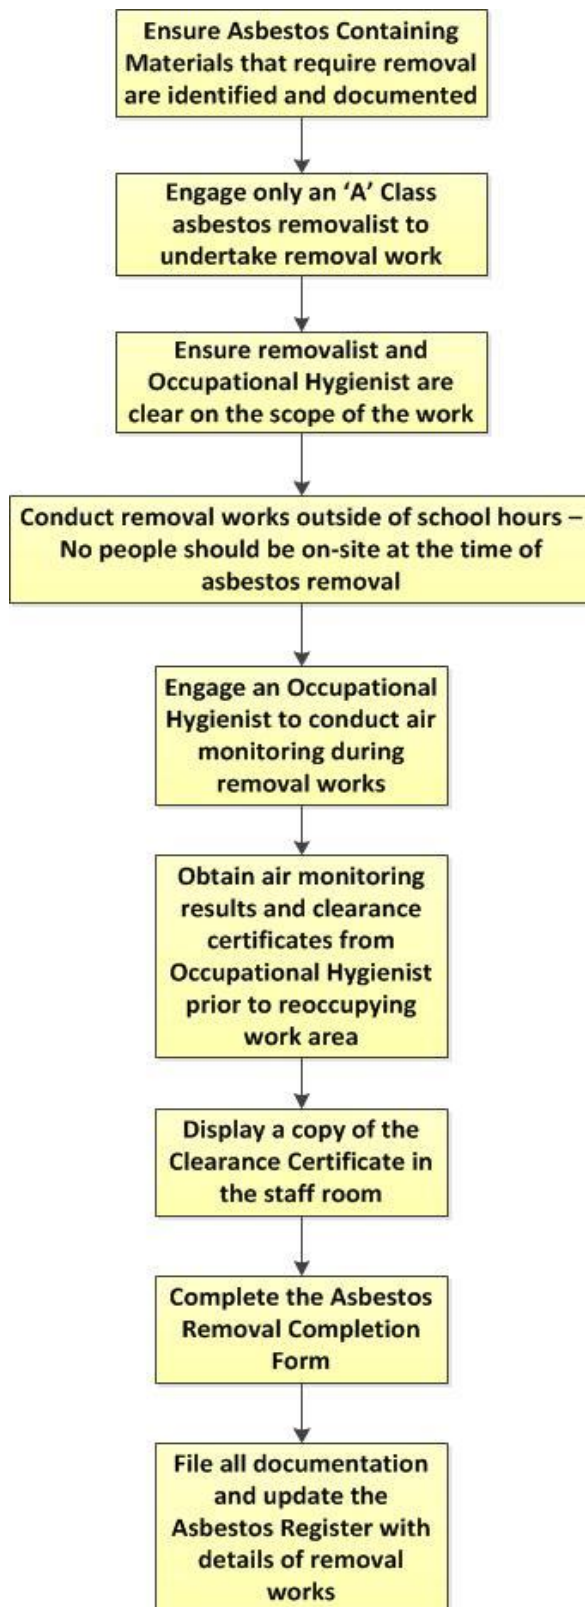 Ensure Asbestos Containing
Materials that require removal
are identified and documented
Engage only an ‘A’ Class
asbestos removalist to
undertake removal work
Ensure removalist and
Occupational Hygienist are
clear on the scope of the work
Conduct removal works outside of school hours –
No people should be on-site at the time of
asbestos removal
Engage an Occupational
Hygienist to conduct air
monitoring during
removal works
Obtain air monitoring
results and clearance
certificates from
Occupational Hygienist
prior to reoccupying
work area
Display a copy of the
Clearance Certificate in
the staff room
Complete the Asbestos
Removal Completion
Form
File all documentation
and update the
Asbestos Register with
details of removal
works